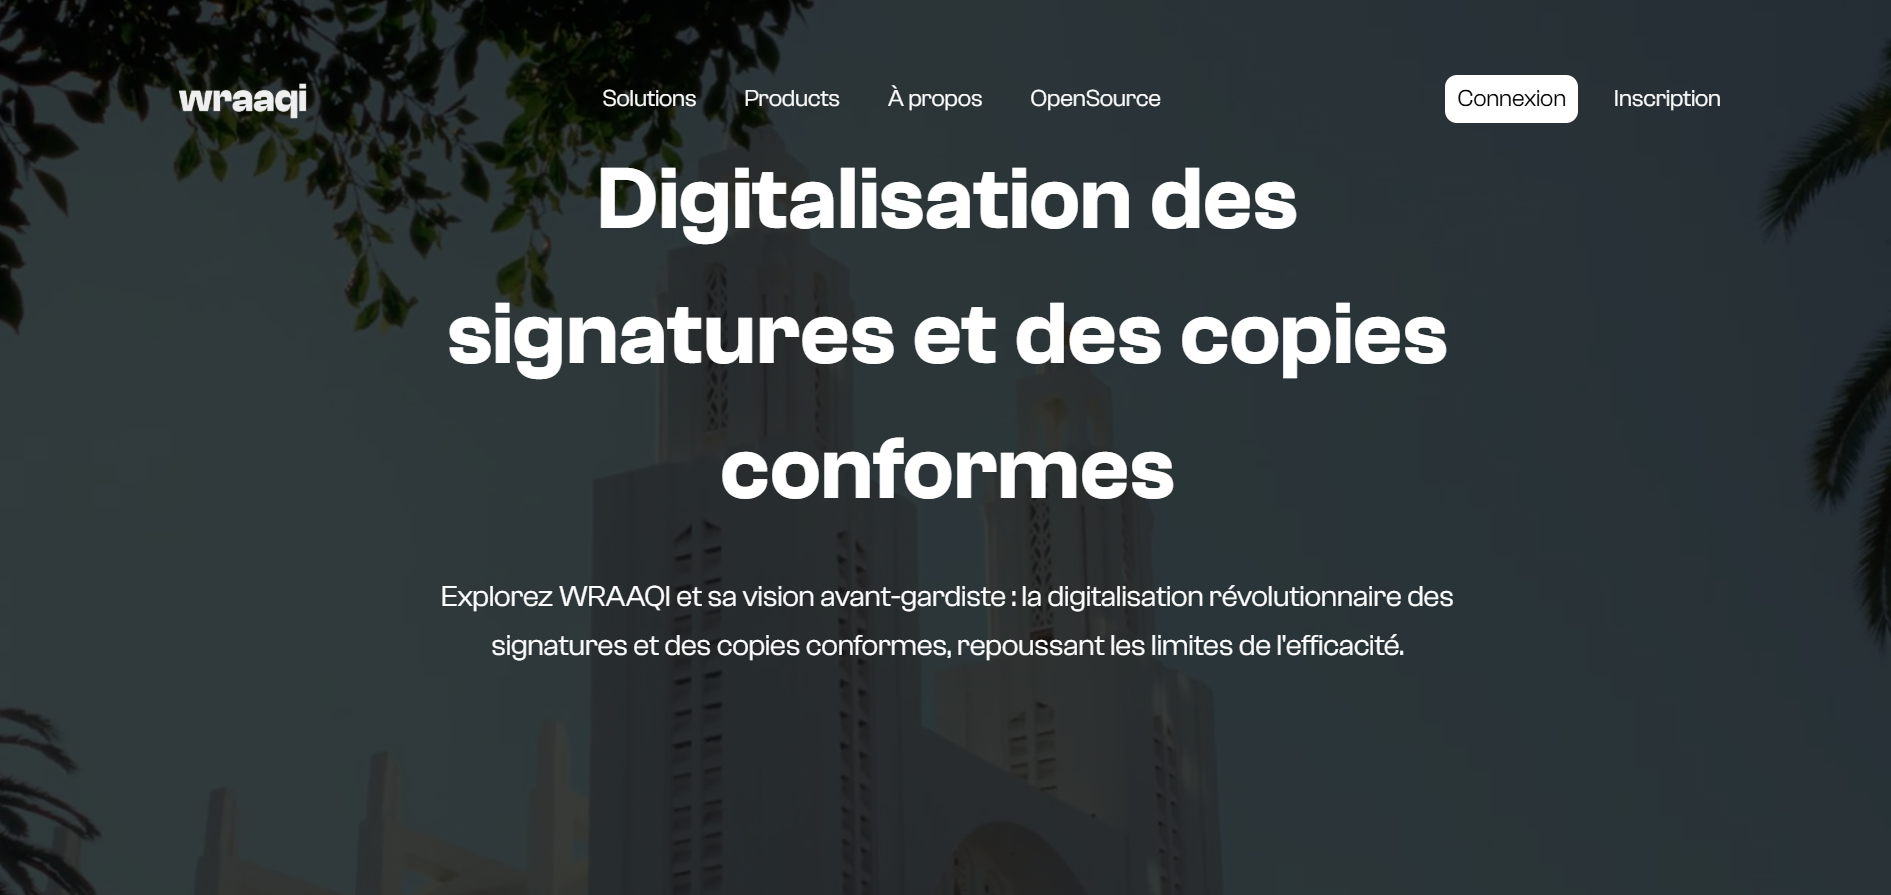 wraaqi
Solutions
Products
À propos
OpenSource
Connexion
Inscription
Digitalisation des
signatures et des copies
conformes
Explorez WRAAQI et sa vision avant-gardiste : la digitalisation révolutionnaire des
signatures et des copies conformes, repoussant les limites de l'efficacité.